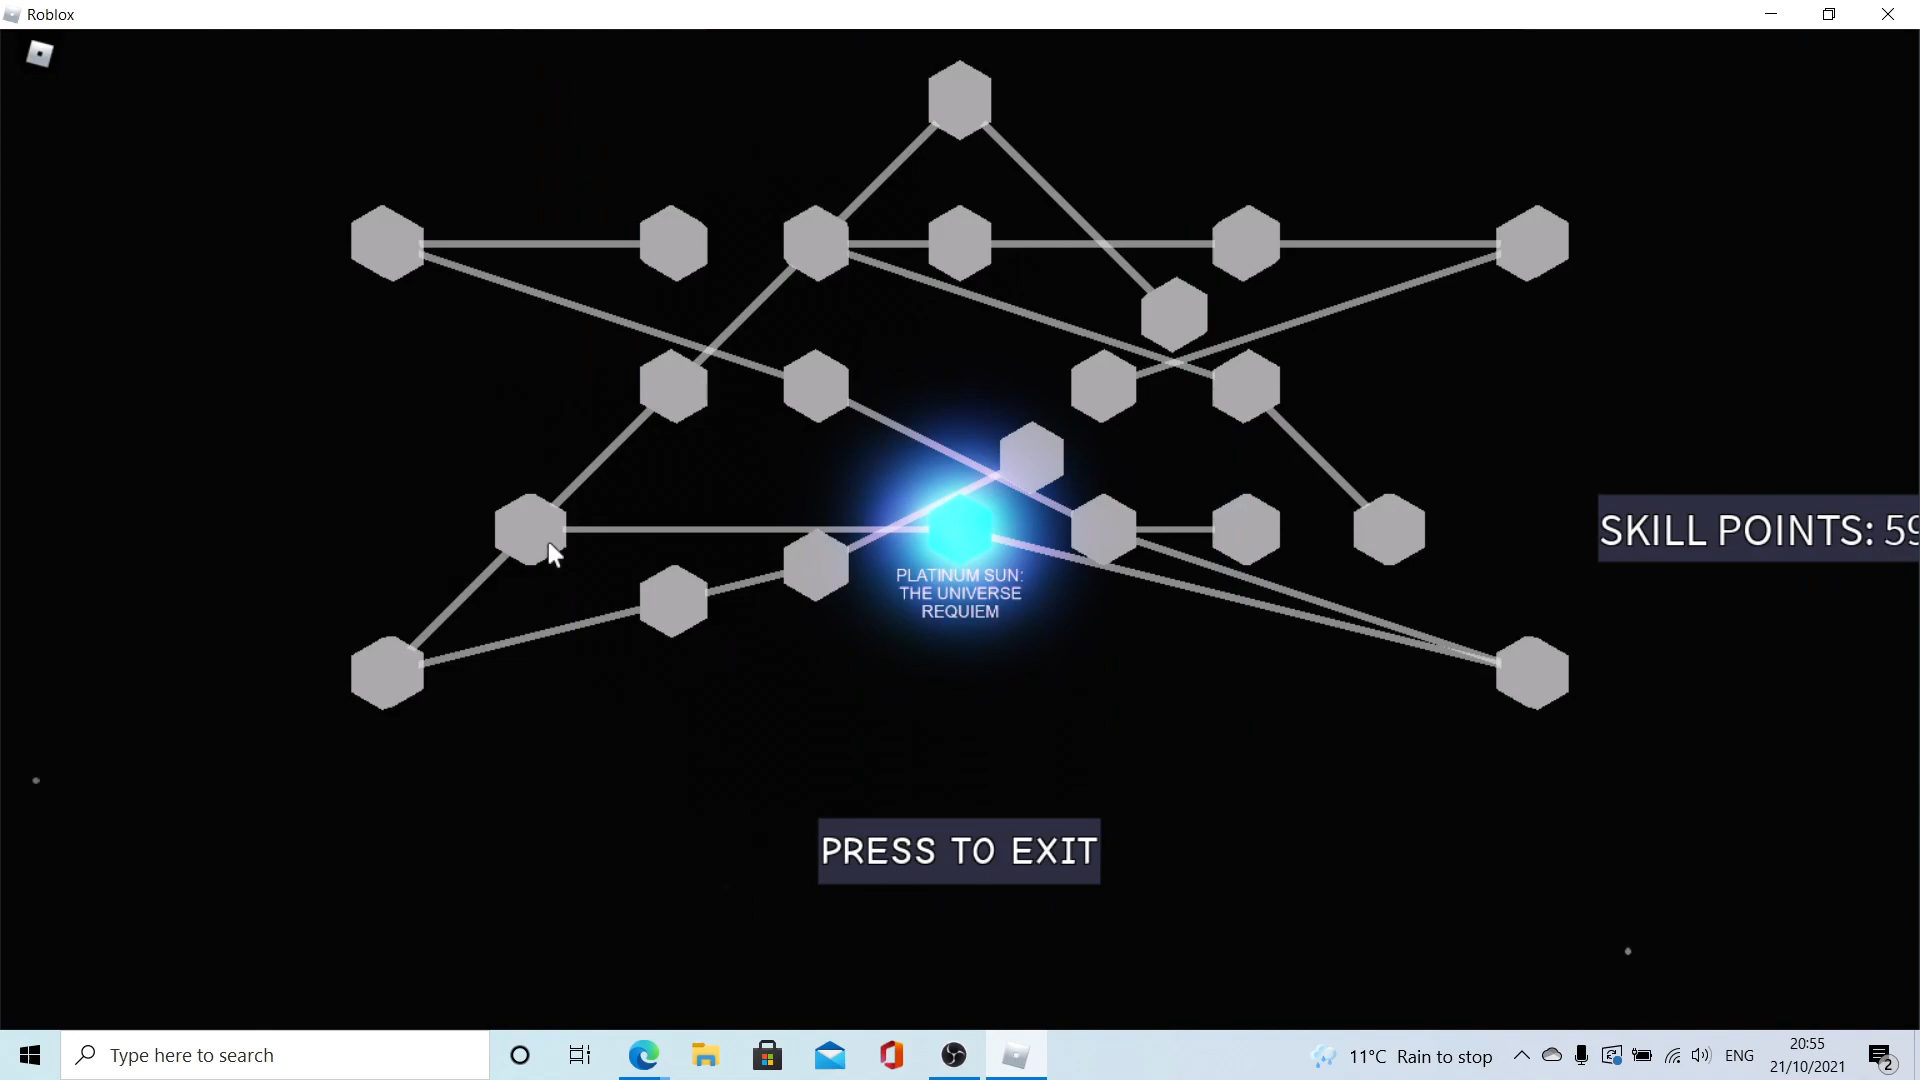 Roblox
SKILL POINTS: 59
PLATINUM SUN:
THE UNIVERSE
REQUIEM
PRESS TO EXIT
Type here to search
11°C Rain to stop
ENG
20:55
21/10/2021
2